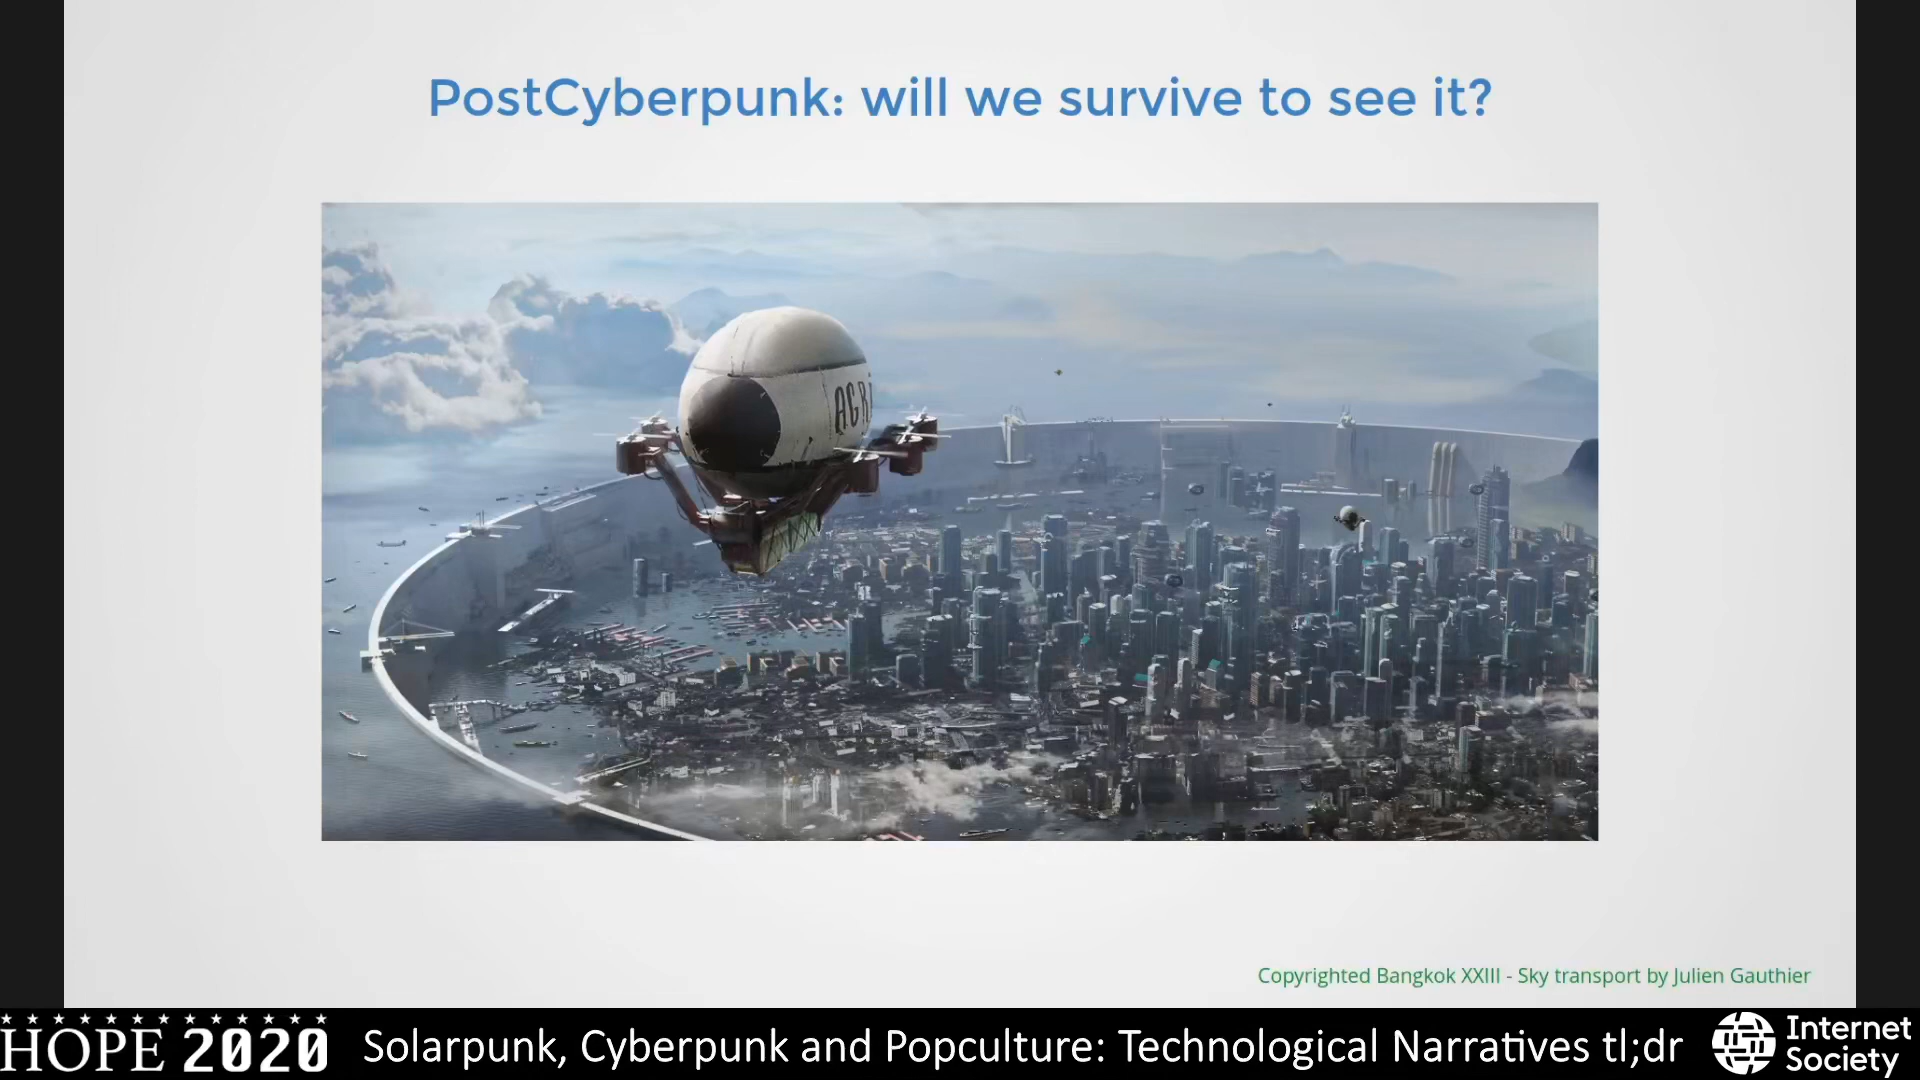 PostCyberpunk: will we survive to see it?
Copyrighted Bangkok XXIII - Sky transport by Julien Gauthier
HOPE 2020
Solarpunk, Cyberpunk and Popculture: Technological Narratives tl;dr
Internet
Society